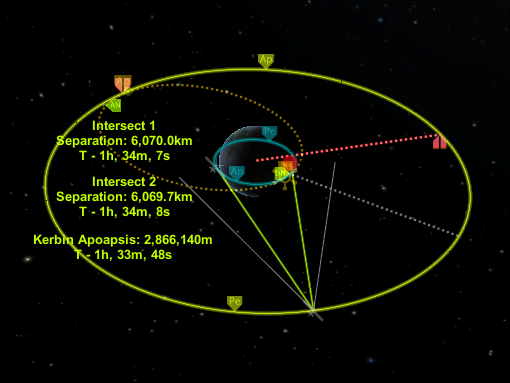 Ap
AN
Pe
Intersect 1
Separation: 6,070.0km
T - 1h, 34m, 7s
Ap
Intersect 2
Separation: 6,069.7km
T - 1h, 34m, 8s
Kerbin Apoapsis: 2,866,140m
T - 1h, 33m, 48s
Pe